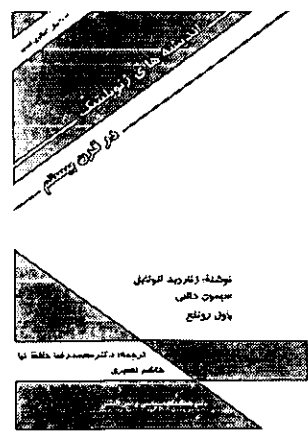 اندیشه های ژئوپلیتیک
در قرن بیستم
نوشته: ژئاروید اتوتایل
سیمون دالبی
پاول روتلج
ترجمه: دکتر محمدرضا حافظ نیا
هاشم نصیری